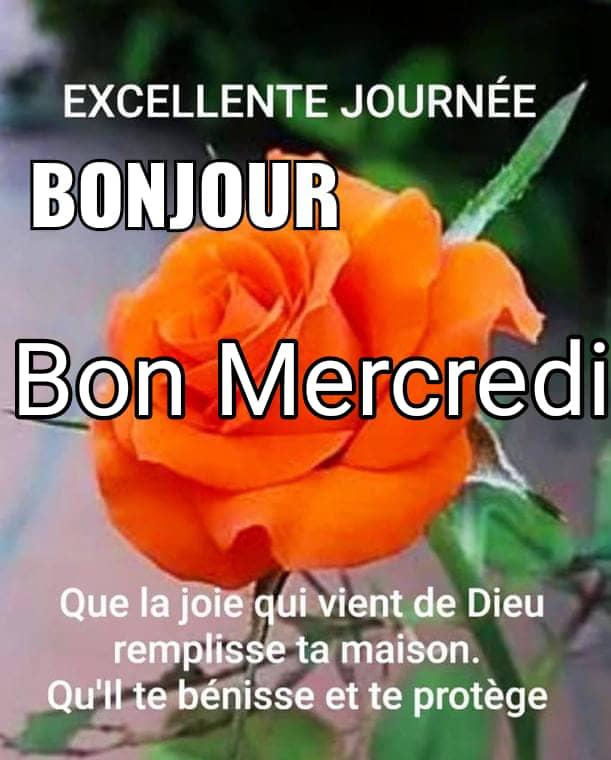 EXCELLENTE JOURNÉE
BONJOUR
Bon Mercredi
Que la joie qui vient de Dieu
remplisse ta maison.
Qu'Il te bénisse et te protège